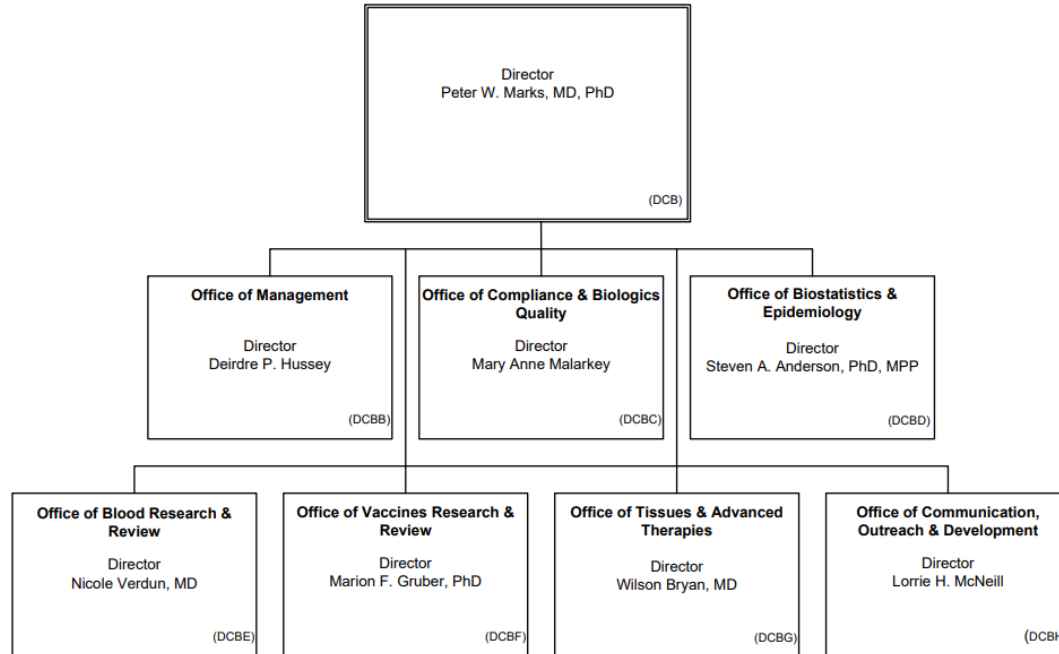 Director
Peter W. Marks, MD, PhD
(DCB)
Office of Management
Director
Deirdre P. Hussey
(DCBB)
Office of Compliance & Biologics
Quality
Director
Mary Anne Malarkey
(DCBC)
Office of Biostatistics &
Epidemiology
Director
Steven A. Anderson, PhD, MPP
(DCBD)
Office of Blood Research &
Review
Director
Nicole Verdun, MD
(DCBE)
Office of Vaccines Research &
Review
Director
Marion F. Gruber, PhD
(DCBF)
Office of Tissues & Advanced
Therapies
Director
Wilson Bryan, MD
(DCBG)
Office of Communication,
Outreach & Development
Director
Lorrie H. McNeill